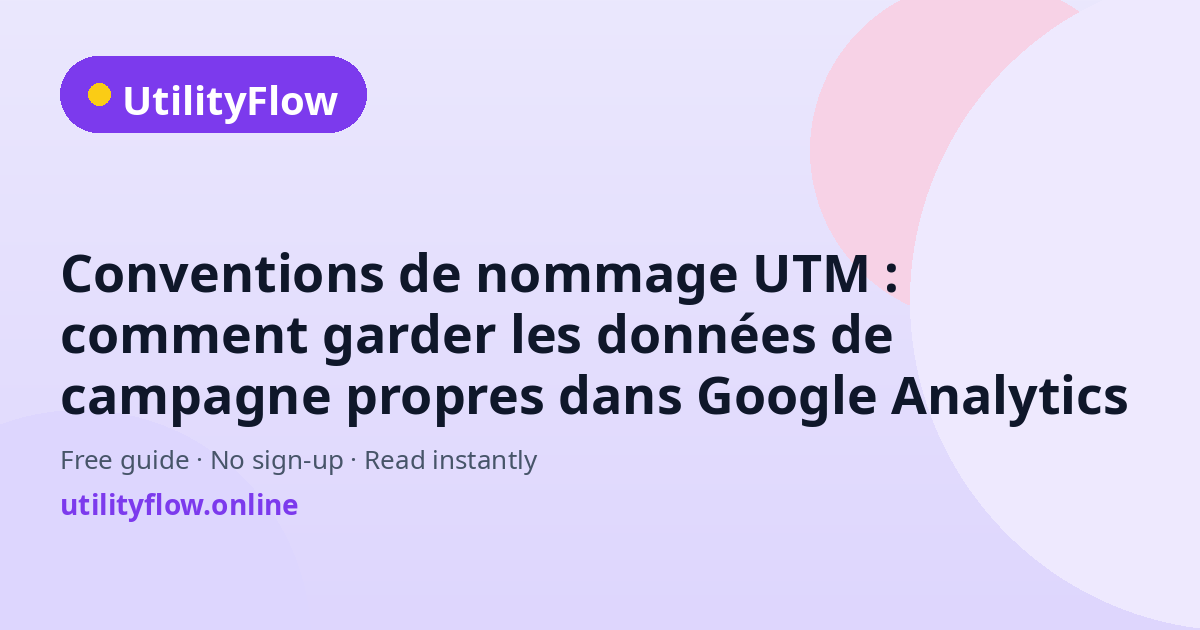 UtilityFlow
Conventions de nommage UTM :
comment garder les données de
campagne propres dans Google Analytics
Free guide · No sign-up · Read instantly
utilityflow.online